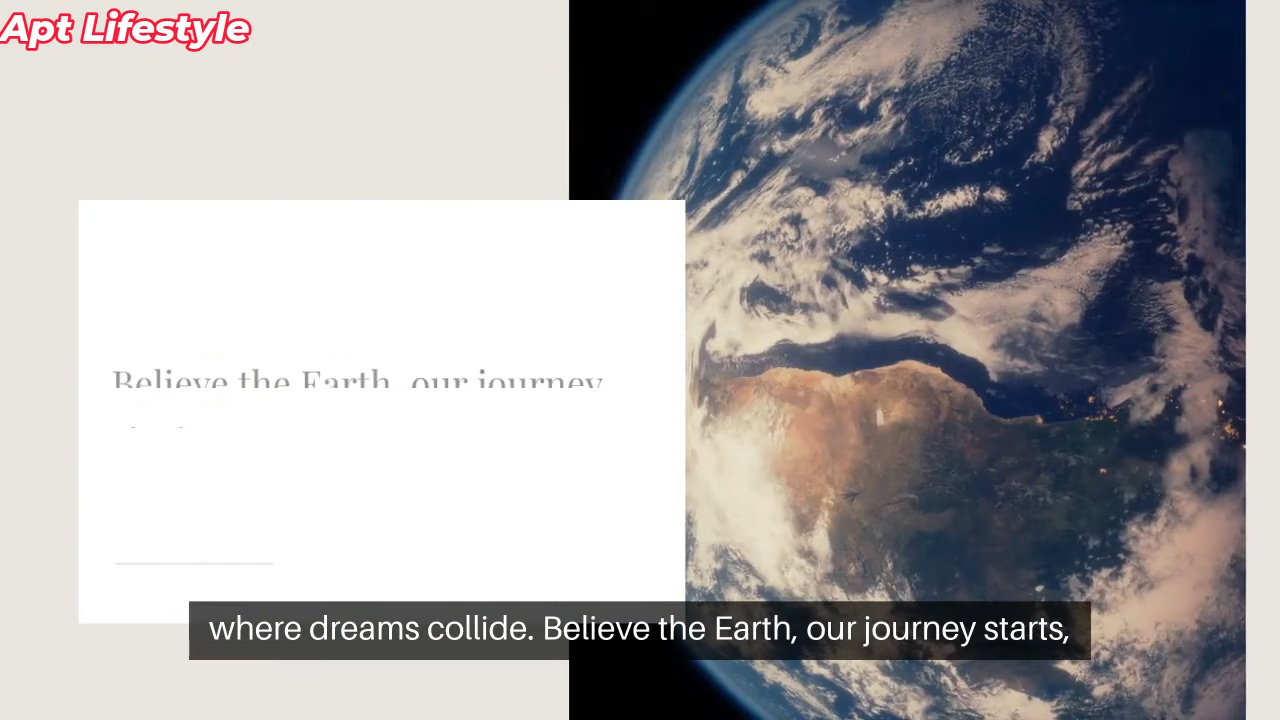 Apt Lifestyle
Believe the Earth, our journey
where dreams collide. Believe the Earth, our journey starts,